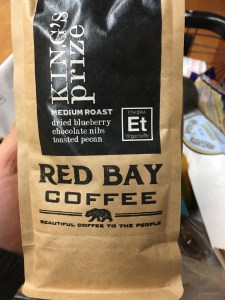 KING'S
prize
MEDIUM ROAST
dried blueberry
chocolate nibs
toasted pecan
ETHIOPIA
Et
RED BAY
COFFEE
BEAUTIFUL COFFEE TO THE PEOPLE